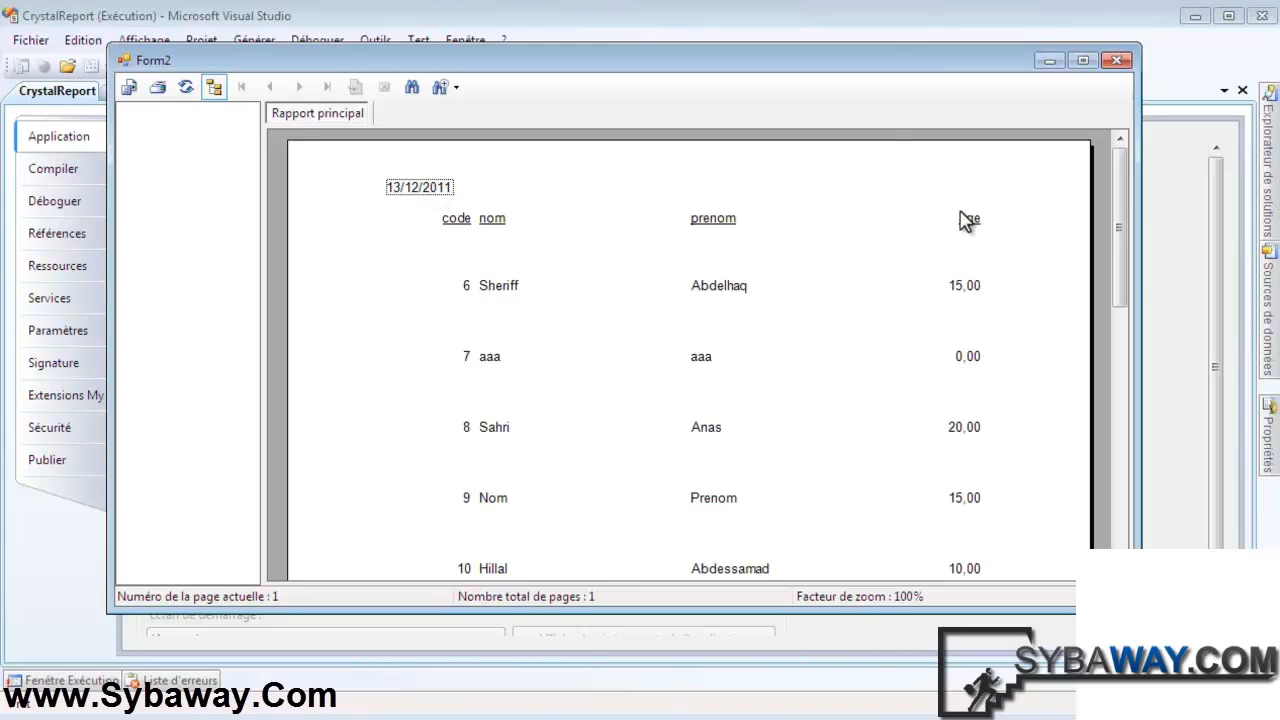 CrystalReport (Exécution) - Microsoft Visual Studio
Fichier Edition Affichage Projet Générer Déboguer Outils Test Fenêtre ?
Form2
CrystalReport
Rapport principal
Application
Compiler
Déboguer
Références
Ressources
Services
Paramètres
Signature
Extensions My
Sécurité
Publier
13/12/2011
code nom prenom
6 Sheriff Abdelhaq 15,00
7 aaa aaa 0,00
8 Sahri Anas 20,00
9 Nom Prenom 15,00
10 Hillal Abdessamad 10,00
Numéro de la page actuelle : 1 Nombre total de pages : 1 Facteur de zoom : 100%
Explorateur de solutions
Sources de données
Propriétés
Ecran de démarrage :
Fenêtre Exécution Liste d'erreurs
www.Sybaway.Com
SYBAWAY.COM